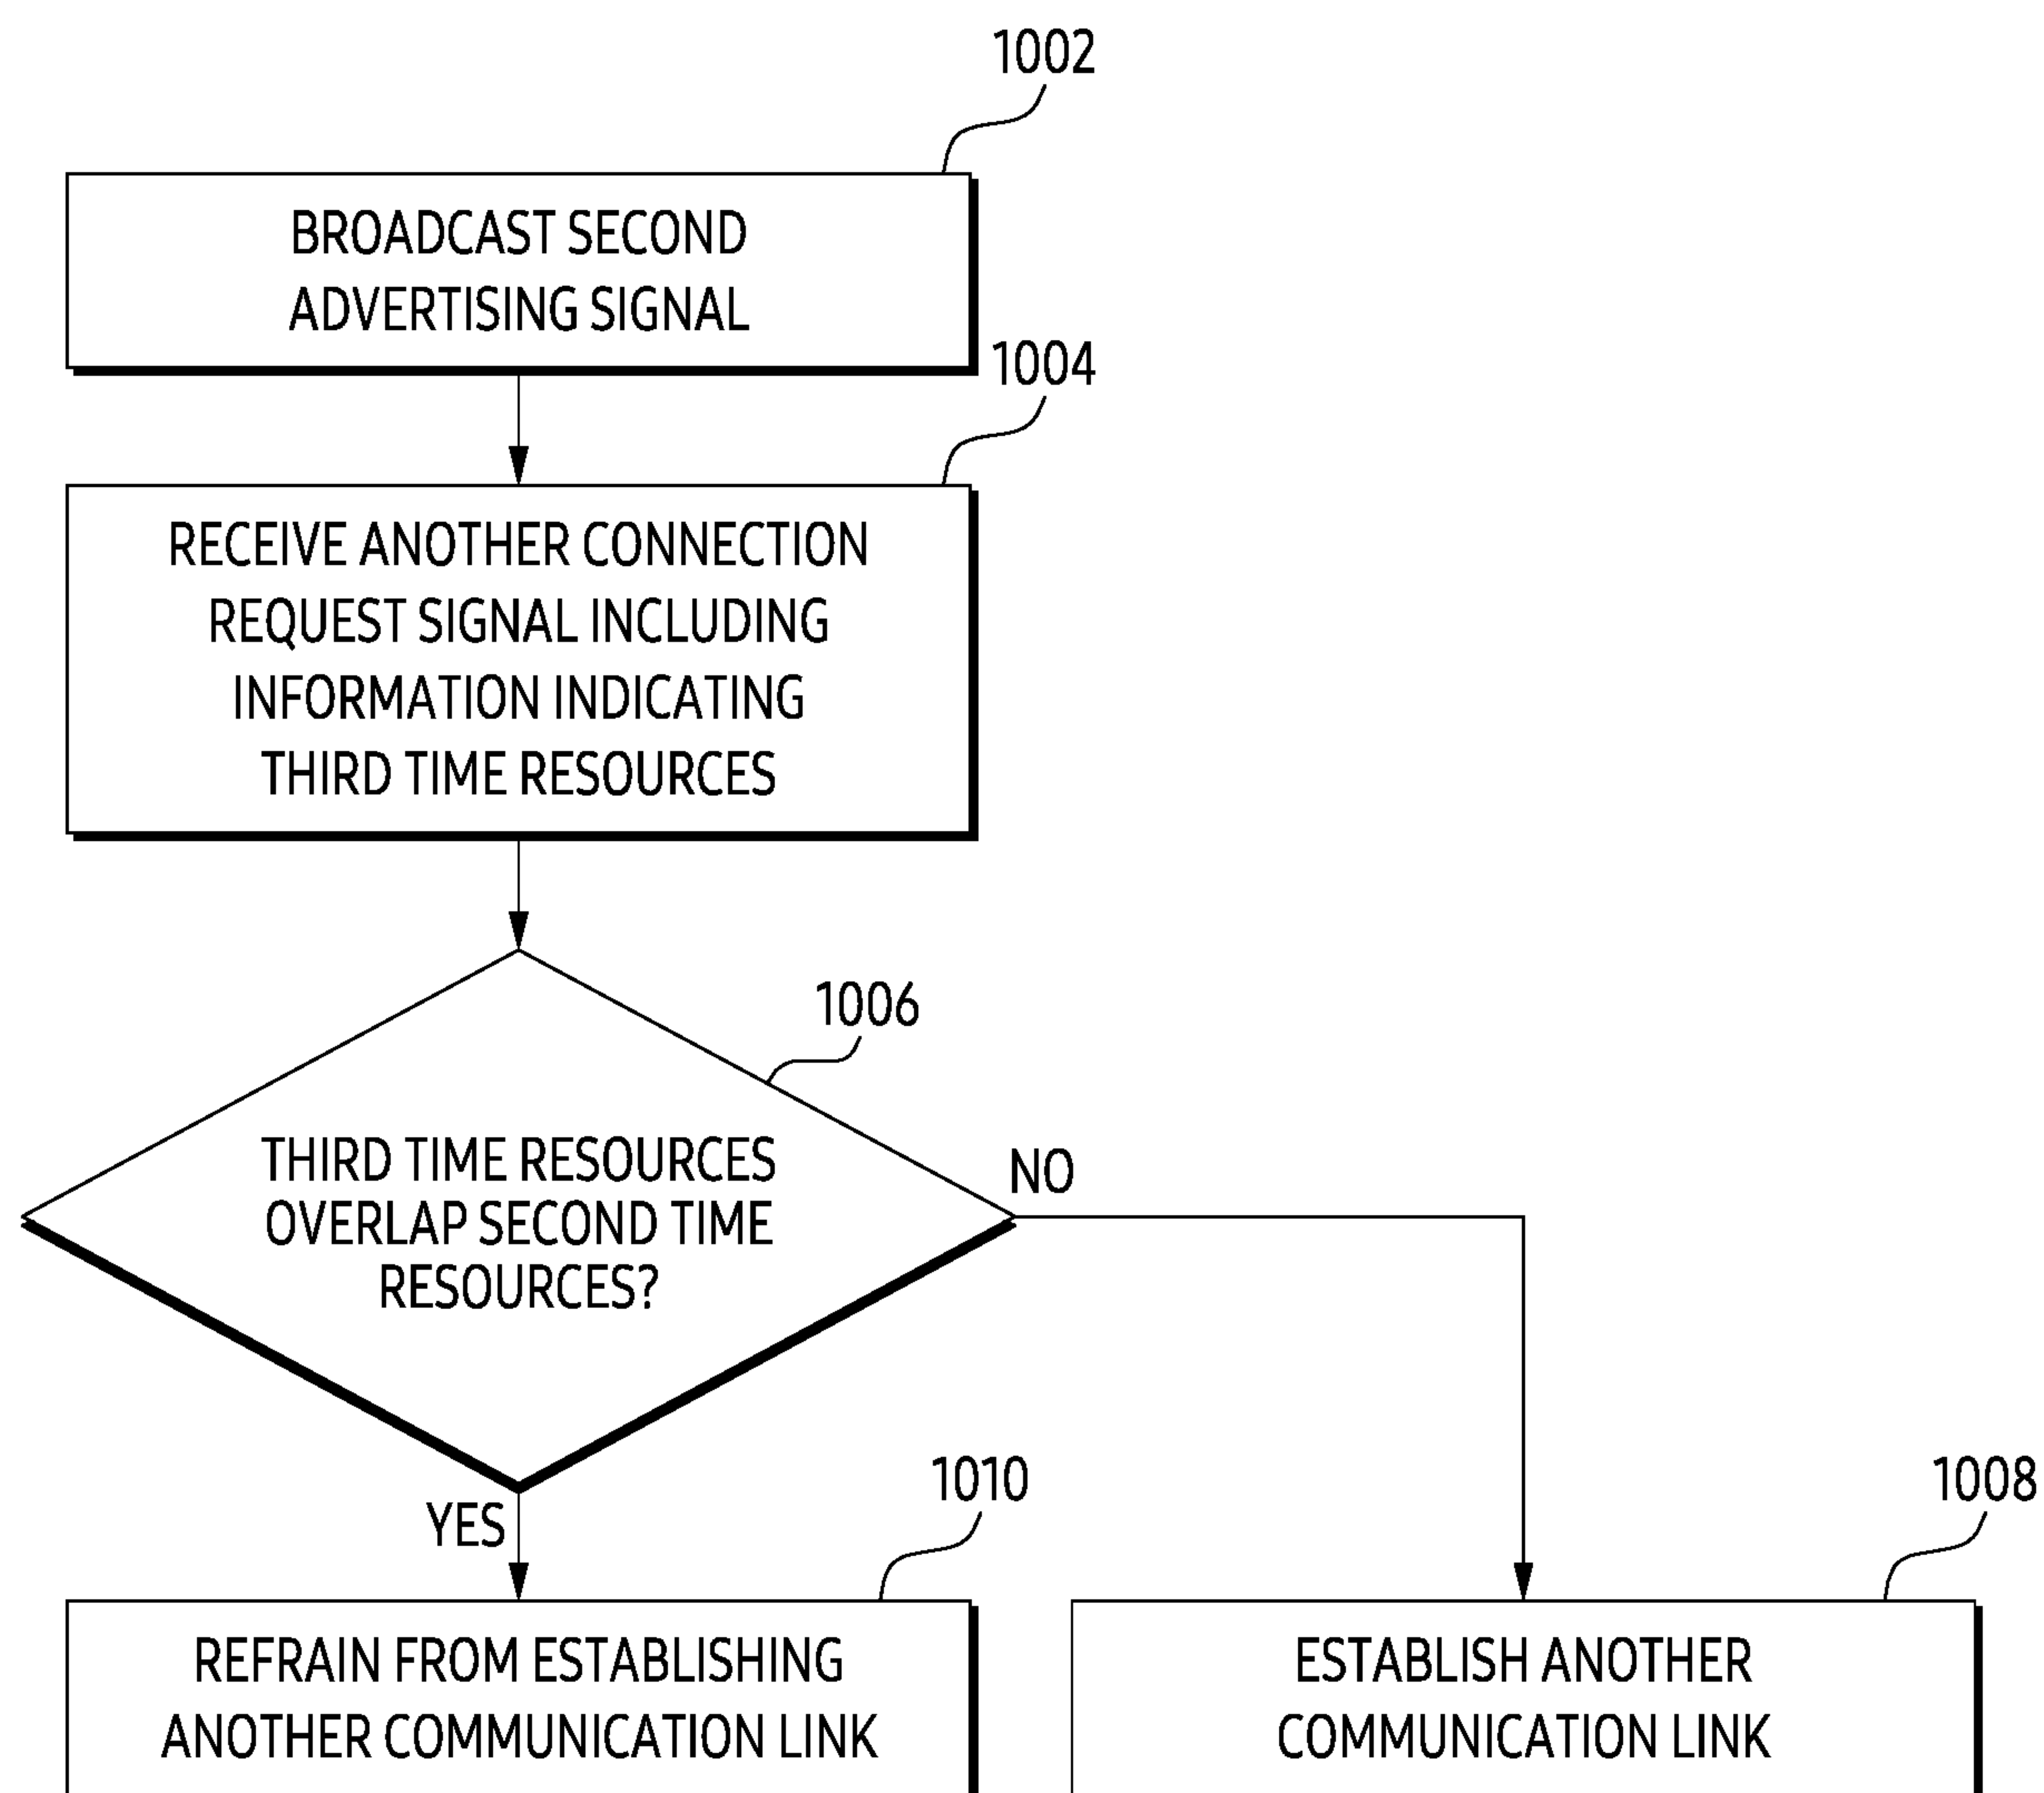 1002
BROADCAST SECOND
ADVERTISING SIGNAL
1004
RECEIVE ANOTHER CONNECTION
REQUEST SIGNAL INCLUDING
INFORMATION INDICATING
THIRD TIME RESOURCES
1006
THIRD TIME RESOURCES
OVERLAP SECOND TIME
RESOURCES?
NO
YES
1010
REFRAIN FROM ESTABLISHING
ANOTHER COMMUNICATION LINK
1008
ESTABLISH ANOTHER
COMMUNICATION LINK